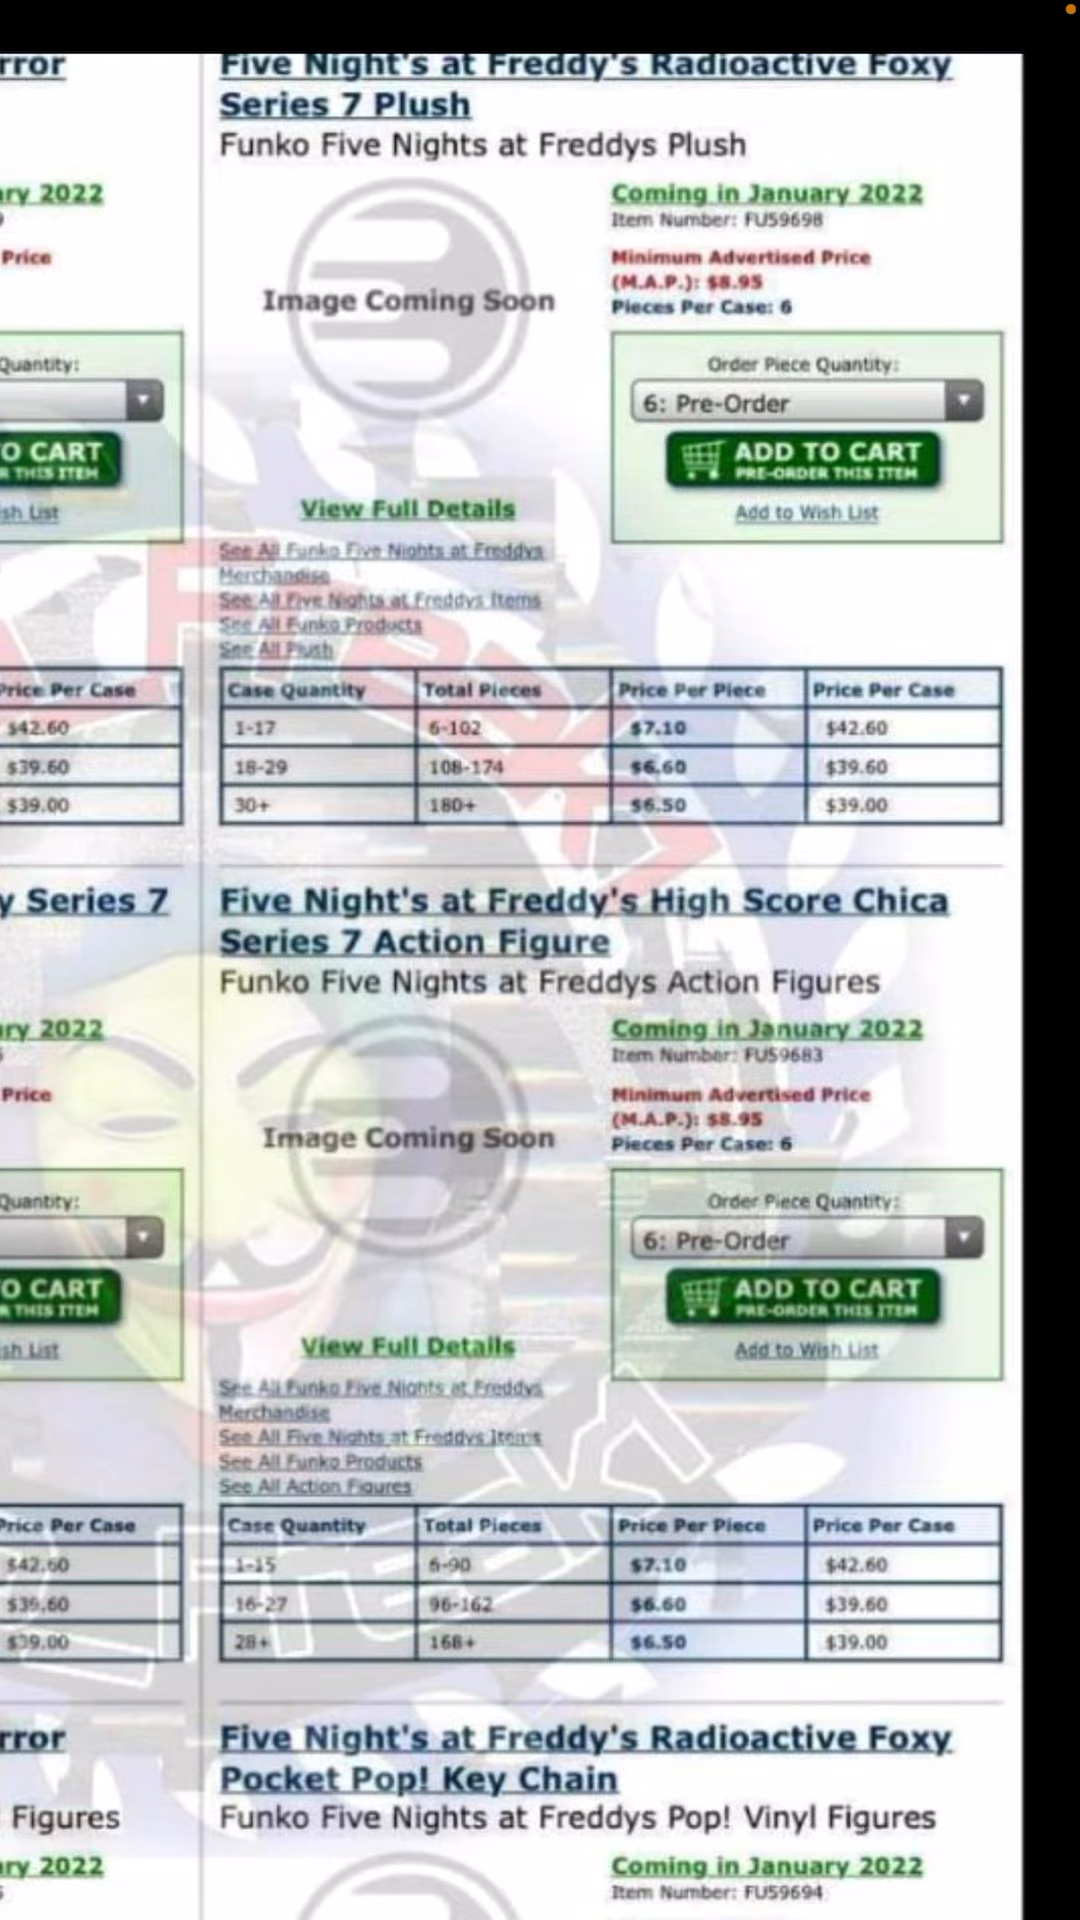 rror
ry 2022
9
Price
Quantity:
O CART
R THIS ITEM
sh List
Price Per Case
$42.60
$39.60
$39.00
Five Night's at Freddy's Radioactive Foxy
Series 7 Plush
Funko Five Nights at Freddys Plush
Image Coming Soon
View Full Details
See All Funko Five Nights at Freddys
Merchandise
See All Five Nights at Freddys Items
See All Funko Products
See All Plush
Coming in January 2022
Item Number: FU59698
Minimum Advertised Price
(M.A.P.): $8.95
Pieces Per Case: 6
Order Piece Quantity:
6: Pre-Order
ADD TO CART
PRE-ORDER THIS ITEM
Add to Wish List
Case Quantity Total Pieces Price Per Piece Price Per Case
1-17 6-102 $7.10 $42.60
18-29 108-174 $6.60 $39.60
30+ 180+ $6.50 $39.00
y Series 7
ry 2022
Price
Quantity:
O CART
R THIS ITEM
sh List
Price Per Case
$42.60
$39.60
$39.00
Five Night's at Freddy's High Score Chica
Series 7 Action Figure
Funko Five Nights at Freddys Action Figures
Image Coming Soon
View Full Details
See All Funko Five Nights at Freddys
Merchandise
See All Five Nights at Freddys Items
See All Funko Products
See All Action Figures
Coming in January 2022
Item Number: FU59683
Minimum Advertised Price
(M.A.P.): $8.95
Pieces Per Case: 6
Order Piece Quantity:
6: Pre-Order
ADD TO CART
PRE-ORDER THIS ITEM
Add to Wish List
Case Quantity Total Pieces Price Per Piece Price Per Case
1-15 6-90 $7.10 $42.60
16-27 96-162 $6.60 $39.60
28+ 168+ $6.50 $39.00
rror
Figures
ry 2022
Five Night's at Freddy's Radioactive Foxy
Pocket Pop! Key Chain
Funko Five Nights at Freddys Pop! Vinyl Figures
Coming in January 2022
Item Number: FU59694